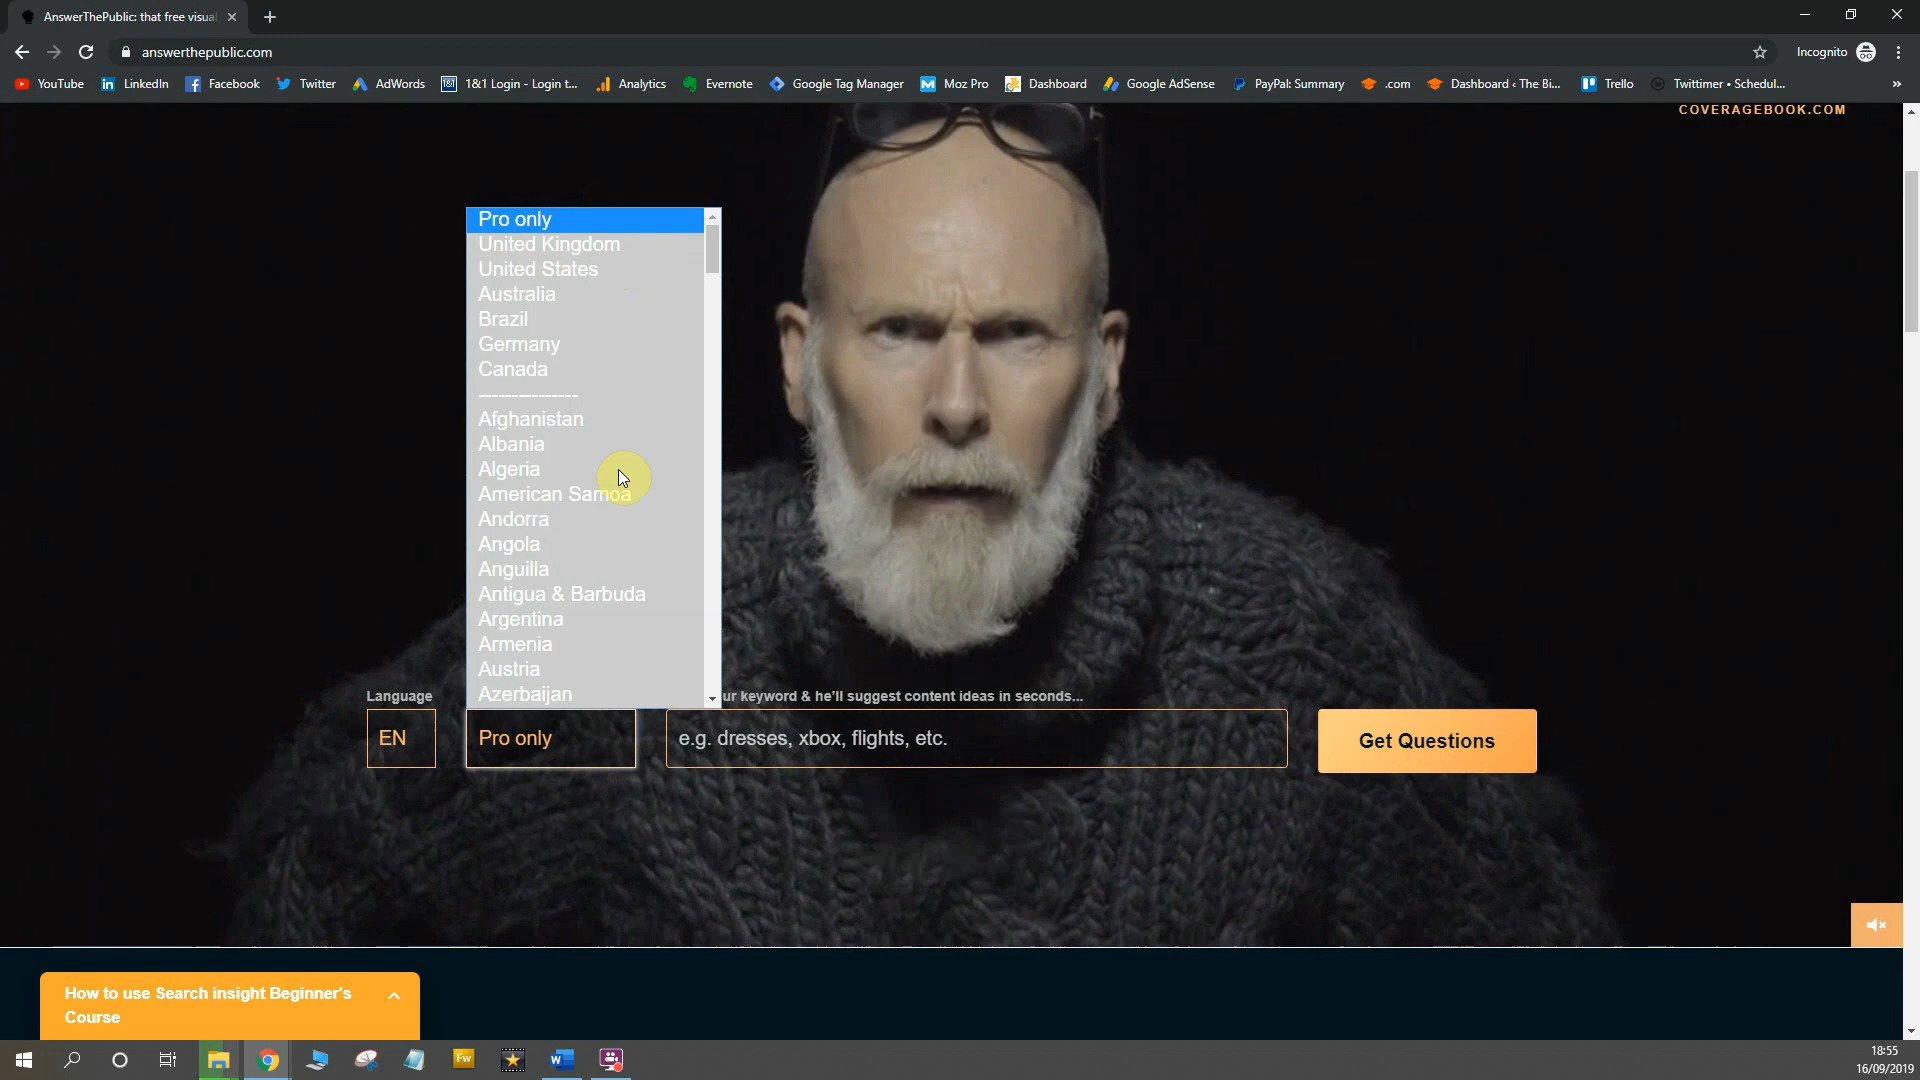 AnswerThePublic: that free visual
answerthepublic.com
Incognito
YouTube
LinkedIn
Facebook
Twitter
AdWords
1&1
1&1 Login - Login t...
Analytics
Evernote
Google Tag Manager
Moz Pro
Dashboard
Google AdSense
PayPal: Summary
.com
Dashboard ‹ The Bi...
Trello
Twittimer • Schedul...
»
COVERAGEBOOK.COM
Pro only
United Kingdom
United States
Australia
Brazil
Germany
Canada
---------------
Afghanistan
Albania
Algeria
American Samoa
Andorra
Angola
Anguilla
Antigua & Barbuda
Argentina
Armenia
Austria
Azerbaijan
Language
ur keyword & he'll suggest content ideas in seconds...
EN
Pro only
e.g. dresses, xbox, flights, etc.
Get Questions
How to use Search insight Beginner's
Course
Fw
W
18:55
16/09/2019